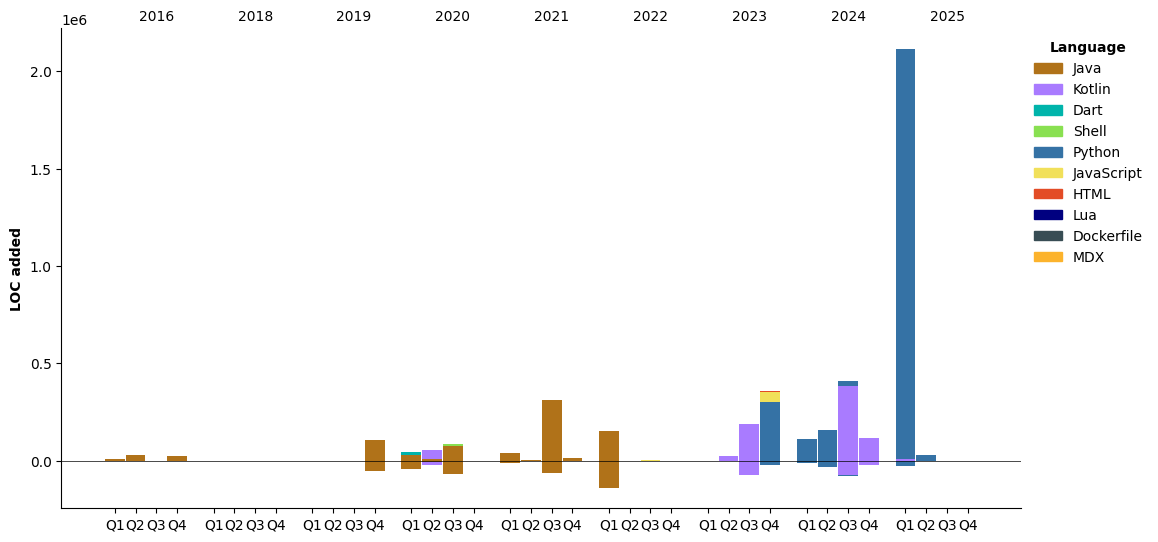 2016 2018 2019 2020 2021 2022 2023 2024 2025
1e6
2.0
1.5
1.0
0.5
0.0
LOC added
Q1 Q2 Q3 Q4 Q1 Q2 Q3 Q4 Q1 Q2 Q3 Q4 Q1 Q2 Q3 Q4 Q1 Q2 Q3 Q4 Q1 Q2 Q3 Q4 Q1 Q2 Q3 Q4 Q1 Q2 Q3 Q4 Q1 Q2 Q3 Q4
Language
Java
Kotlin
Dart
Shell
Python
JavaScript
HTML
Lua
Dockerfile
MDX